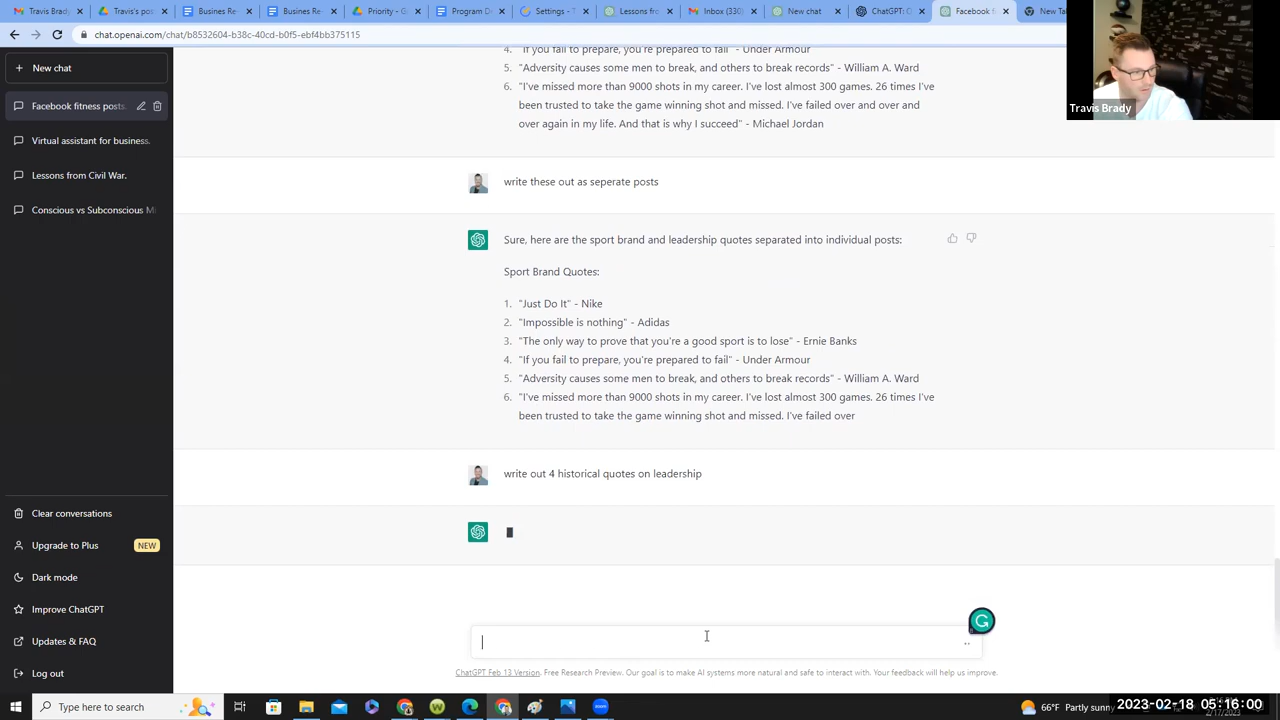 Travis's
Business Re
Priority - G
Program D
Settings - T
Google Driv
Inbox (330)
New chat
ChatGPT: C
Facebook f
New Tab
chat.openai.com/chat/b8532604-b38c-40cd-b0f5-ebf4bb375115
New chat
Facebook fitness posts.
Virtual assistant for business.
Lessons from Civil War.
Conscious vs Subconscious Mi
Clear conversations
Upgrade to Plus
NEW
Dark mode
Improve ChatGPT
Updates & FAQ
Log out
4. "If you fail to prepare, you're prepared to fail" - Under Armour
5. "Adversity causes some men to break, and others to break records" - William A. Ward
6. "I've missed more than 9000 shots in my career. I've lost almost 300 games. 26 times I've
been trusted to take the game winning shot and missed. I've failed over and over and
over again in my life. And that is why I succeed" - Michael Jordan
write these out as seperate posts
Sure, here are the sport brand and leadership quotes separated into individual posts:
Sport Brand Quotes:
1. "Just Do It" - Nike
2. "Impossible is nothing" - Adidas
3. "The only way to prove that you're a good sport is to lose" - Ernie Banks
4. "If you fail to prepare, you're prepared to fail" - Under Armour
5. "Adversity causes some men to break, and others to break records" - William A. Ward
6. "I've missed more than 9000 shots in my career. I've lost almost 300 games. 26 times I've
been trusted to take the game winning shot and missed. I've failed over
write out 4 historical quotes on leadership
ChatGPT Feb 13 Version. Free Research Preview. Our goal is to make AI systems more natural and safe to interact with. Your feedback will help us improve.
Travis Brady
Type here to search
66°F Partly sunny
2023-02-18 05:16:00